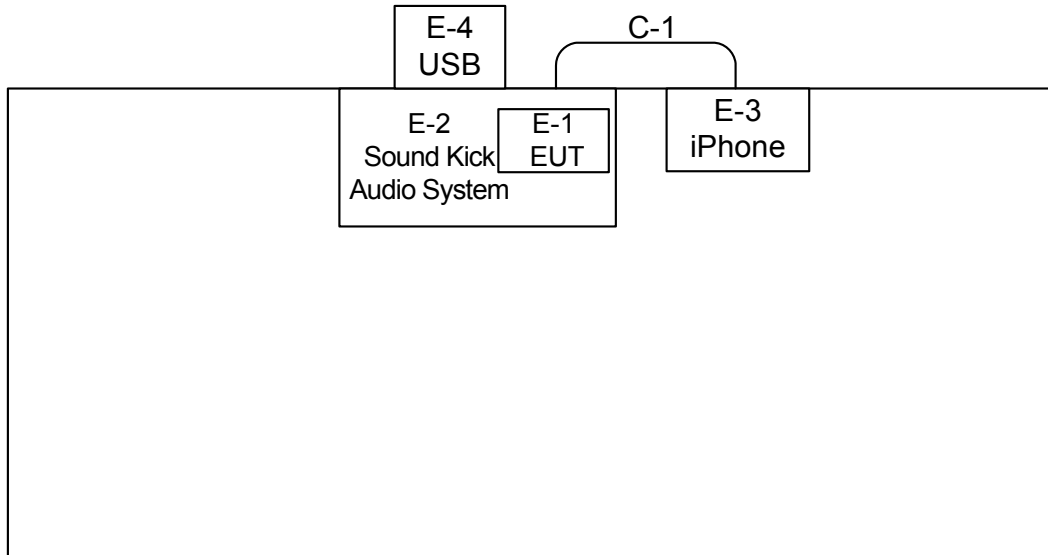 E-4
USB
C-1
E-2
Sound Kick
Audio System
E-1
EUT
E-3
iPhone